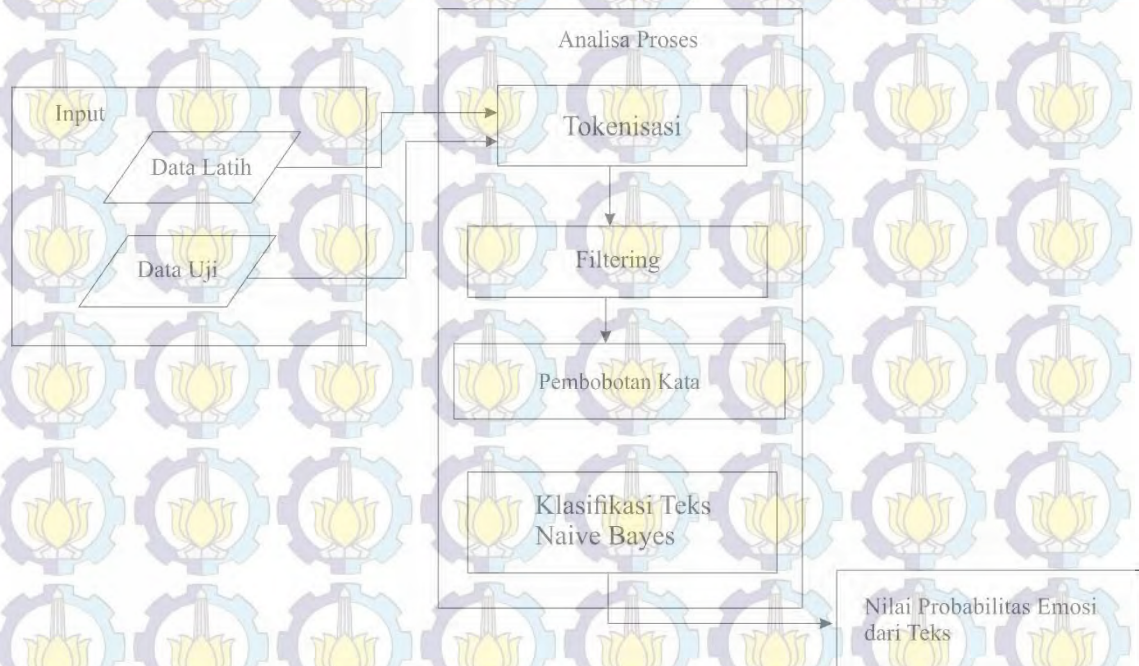 Input
Data Latih
Data Uji
Analisa Proses
Tokenisasi
Filtering
Pembobotan Kata
Klasifikasi Teks
Naive Bayes
Nilai Probabilitas Emosi
dari Teks